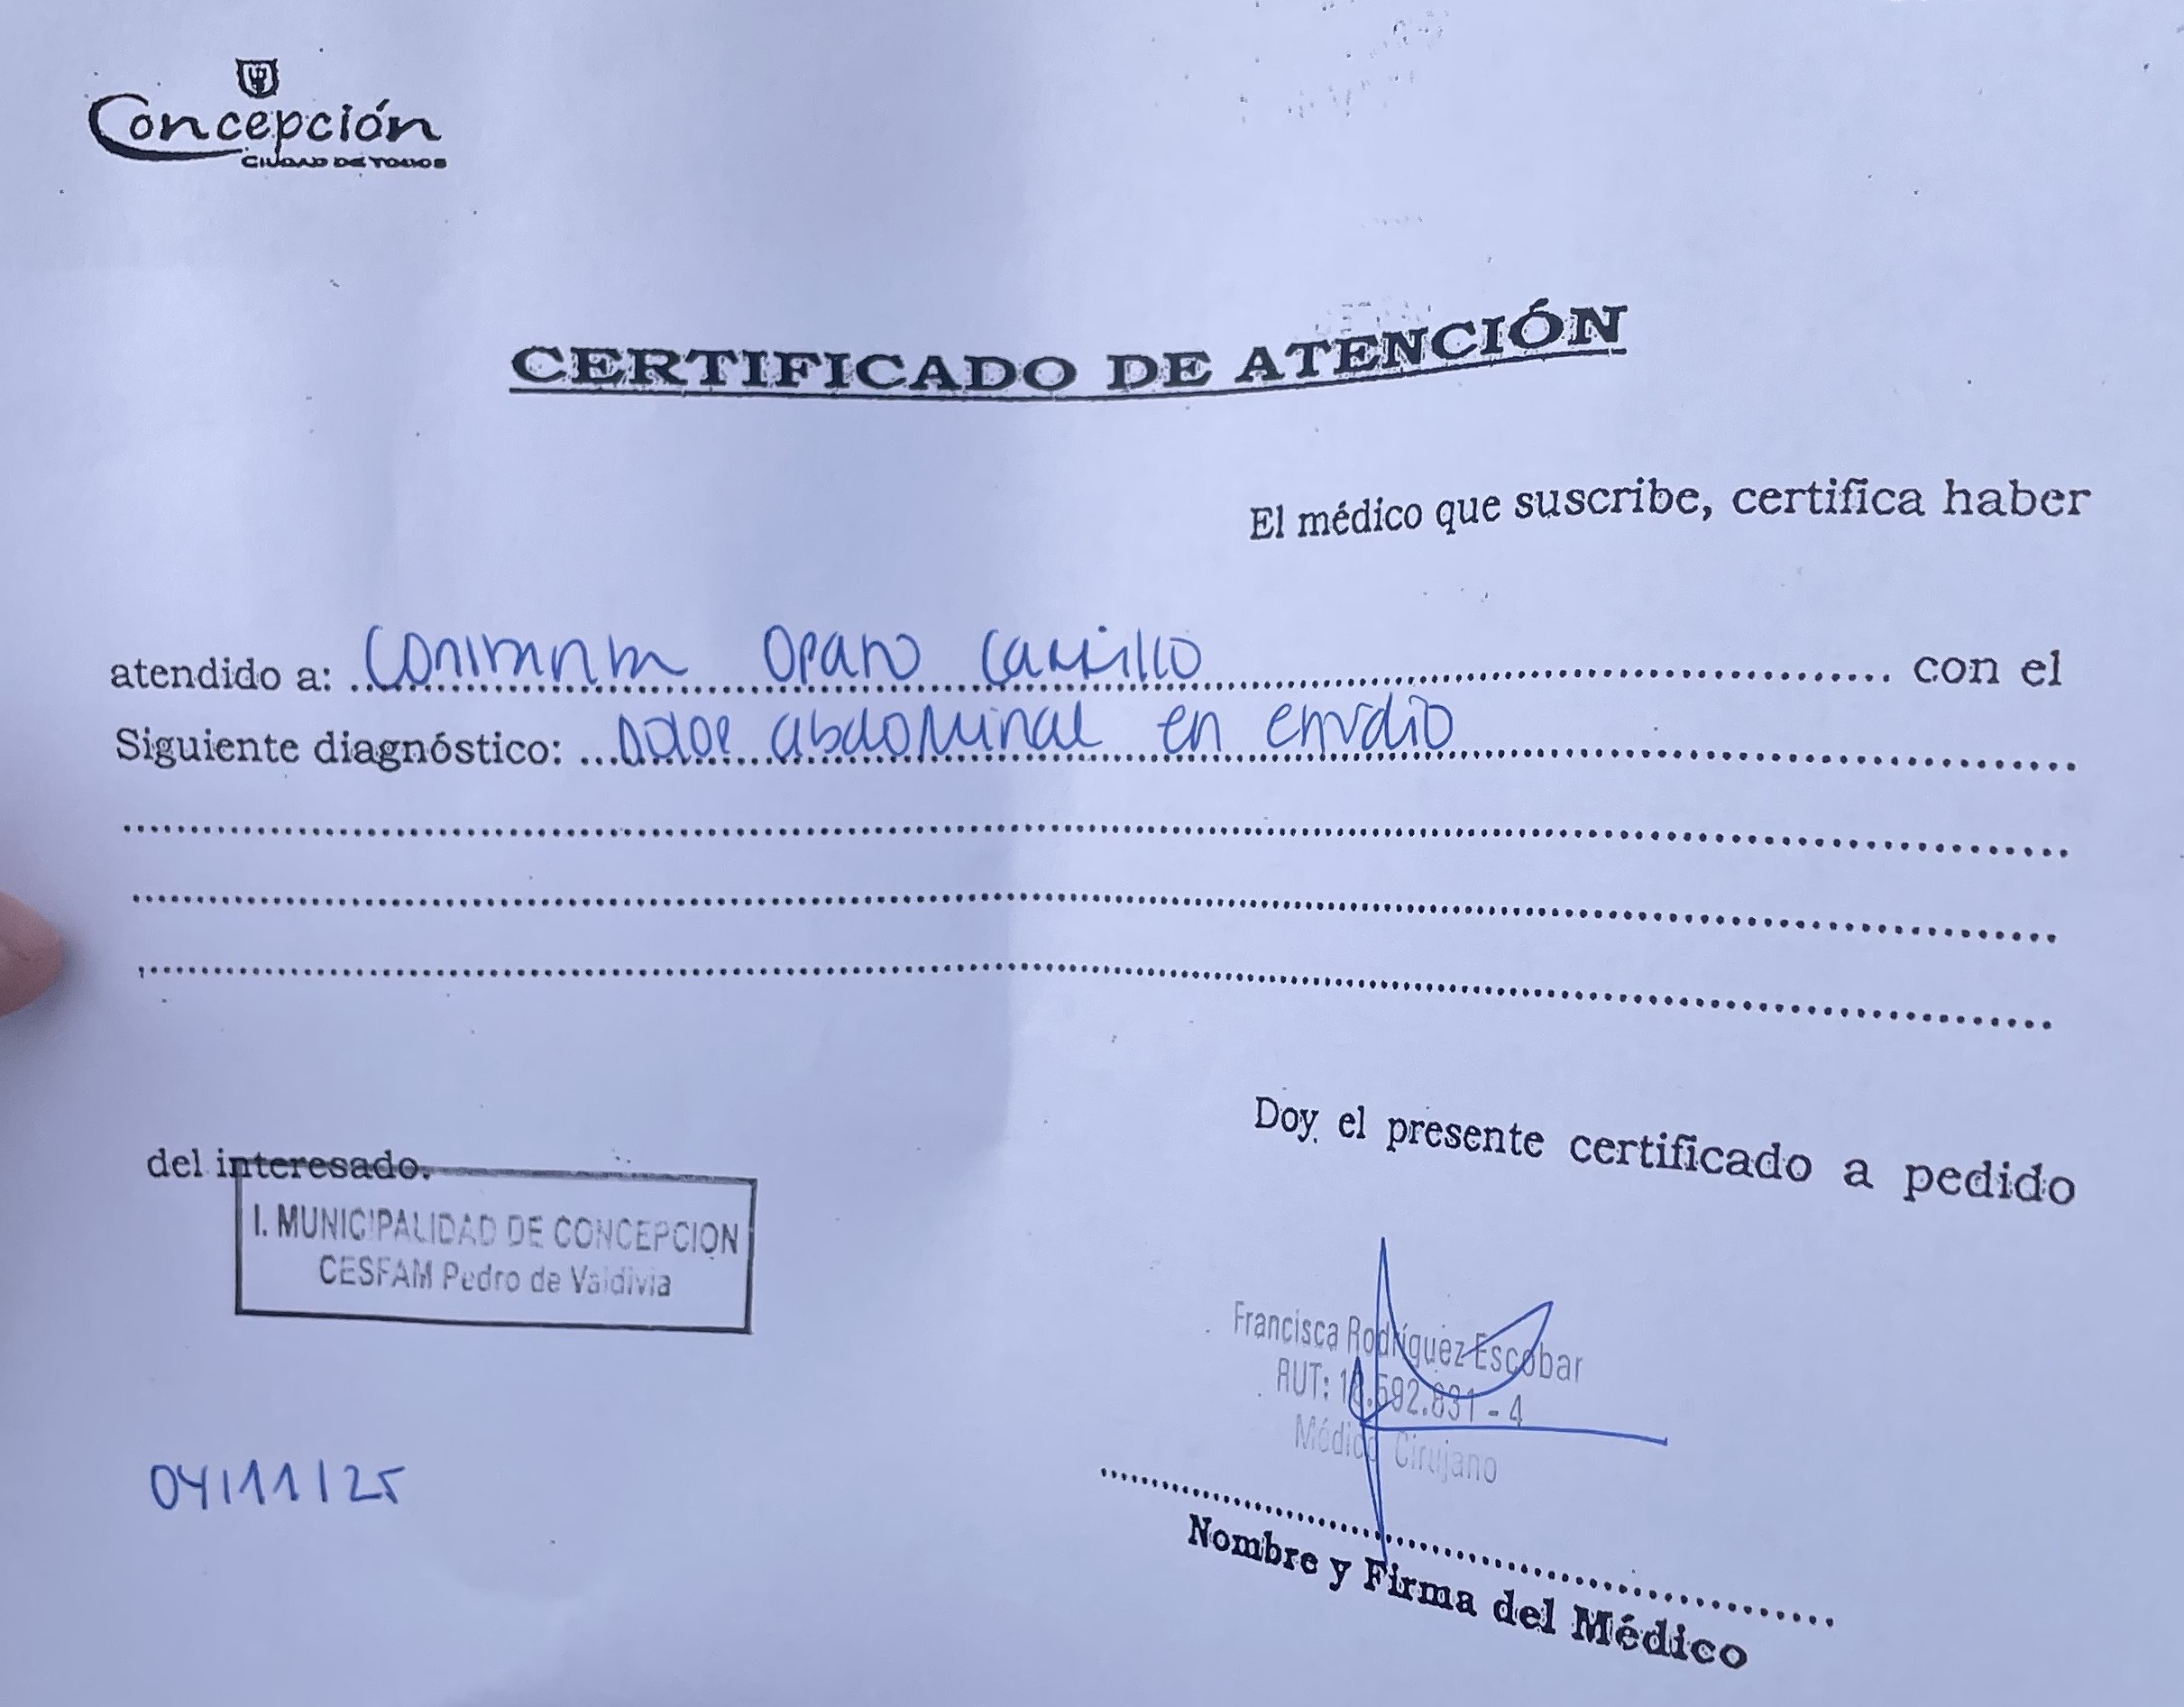 Concepción
CIUDAD DE TODOS
CERTIFICADO DE ATENCIÓN
El médico que suscribe, certifica haber
atendido a: Carrillo con el
Siguiente diagnóstico: Dolor abdominal en estudio
Doy el presente certificado a pedido
del interesado.
I. MUNICIPALIDAD DE CONCEPCION
CESFAM Pedro de Valdivia
Francisca Rodríguez Escobar
RUT: - 4
Médico Cirujano
04/11/25
Nombre y Firma del Médico